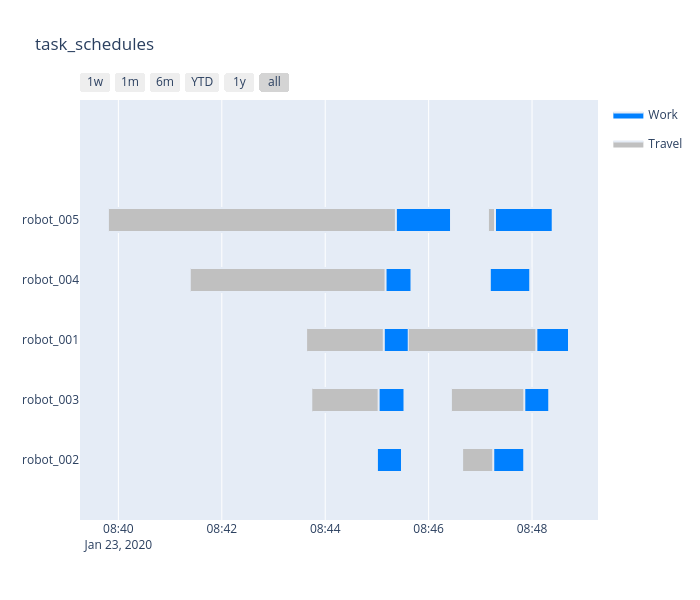 task_schedules
1w 1m 6m YTD 1y all
Work
Travel
robot_005
robot_004
robot_001
robot_003
robot_002
08:40 08:42 08:44 08:46 08:48
Jan 23, 2020